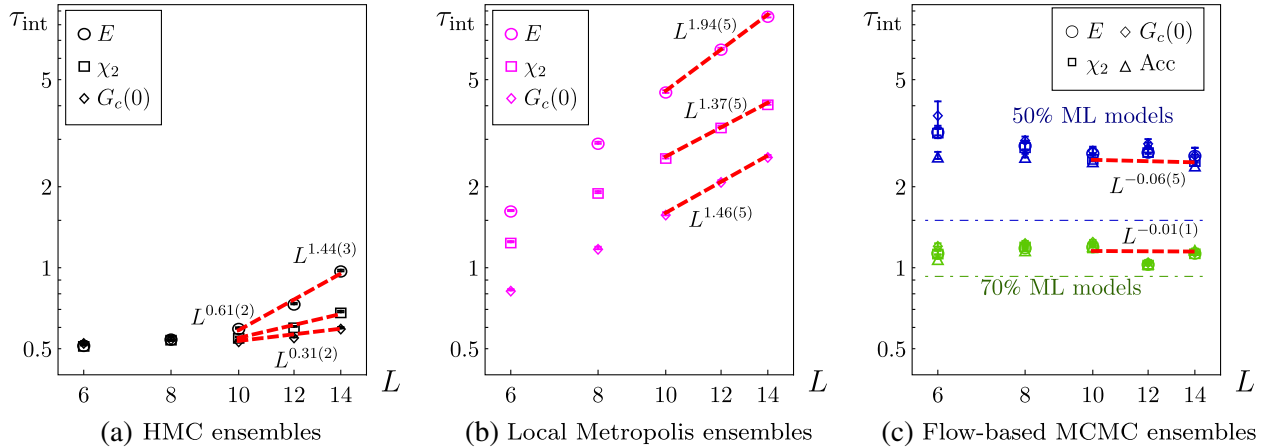 τ_int
E
χ_2
G_c(0)
5
2
1
0.5
L^1.44(3)
L^0.61(2)
L^0.31(2)
6 8 10 12 14 L
(a) HMC ensembles
τ_int
E
χ_2
G_c(0)
5
2
1
0.5
L^1.94(5)
L^1.37(5)
L^1.46(5)
6 8 10 12 14 L
(b) Local Metropolis ensembles
τ_int
E G_c(0)
χ_2 Acc
5
2
1
0.5
50% ML models
L^−0.06(5)
L^−0.01(1)
70% ML models
6 8 10 12 14 L
(c) Flow-based MCMC ensembles